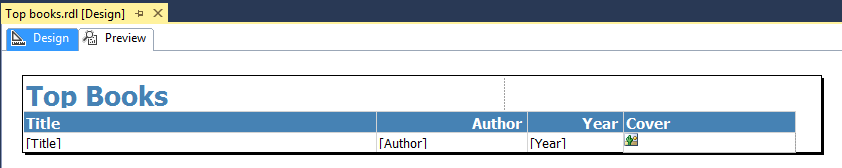 Top books.rdl [Design]
Design Preview
Top Books
Title Author Year Cover
[Title] [Author] [Year]